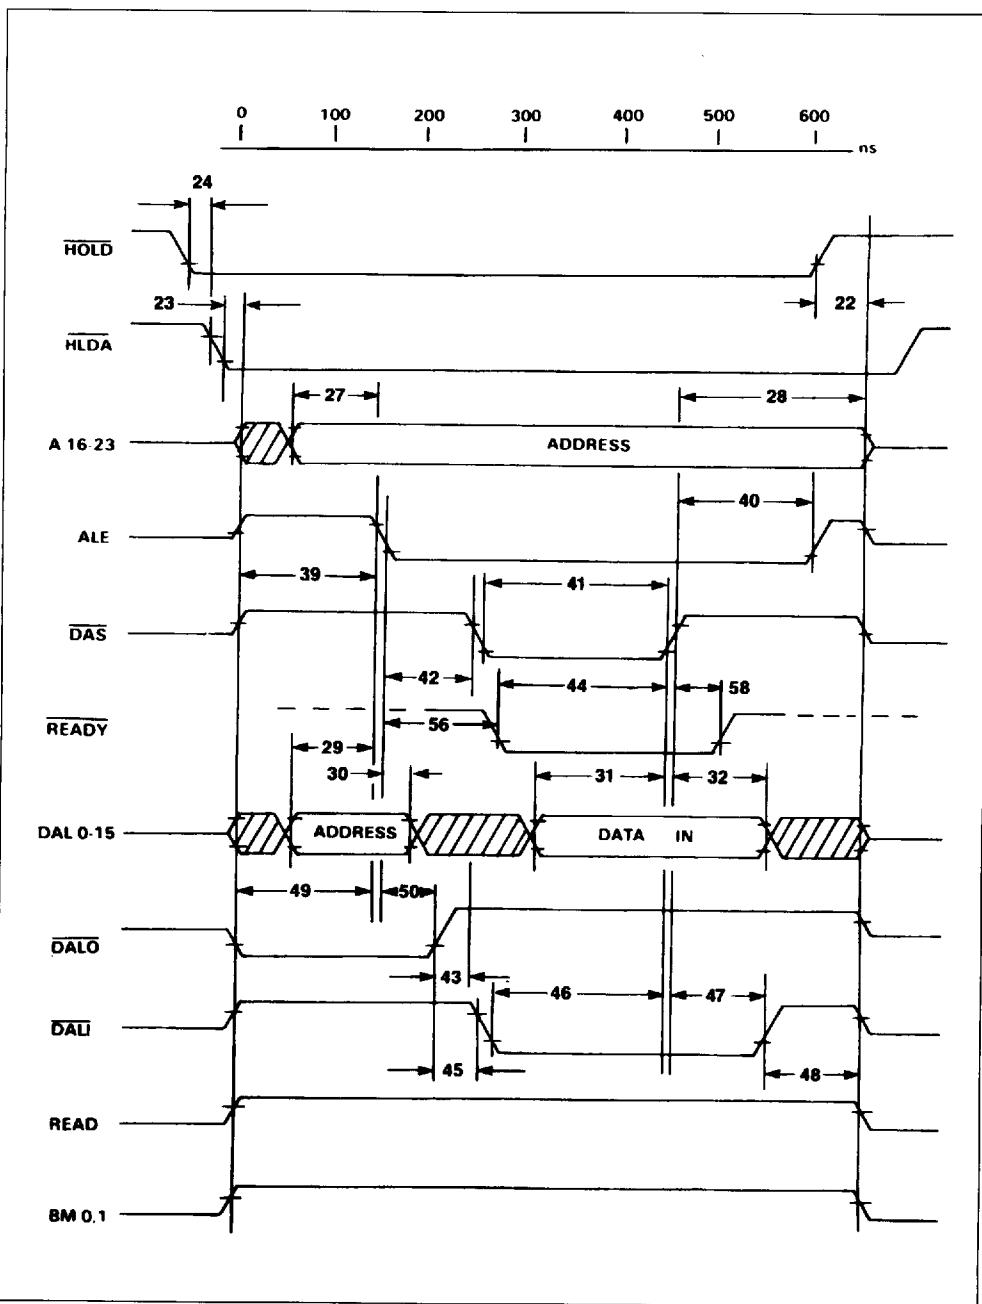 0 100 200 300 400 500 600
ns
24
HOLD
23
22
HLDA
27
28
A 16-23
ADDRESS
40
ALE
39
41
DAS
42
44
58
READY
56
29
30
31
32
DAL 0-15
ADDRESS
DATA IN
49
50
DALO
43
46
47
DALI
45
48
READ
BM 0,1